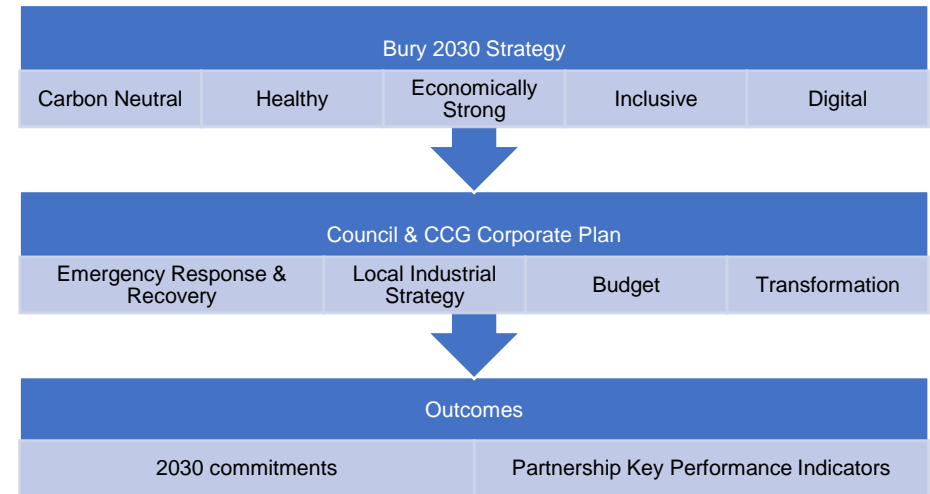 Bury 2030 Strategy
Carbon Neutral
Healthy
Economically
Strong
Inclusive
Digital
Council & CCG Corporate Plan
Emergency Response &
Recovery
Local Industrial
Strategy
Budget
Transformation
Outcomes
2030 commitments
Partnership Key Performance Indicators